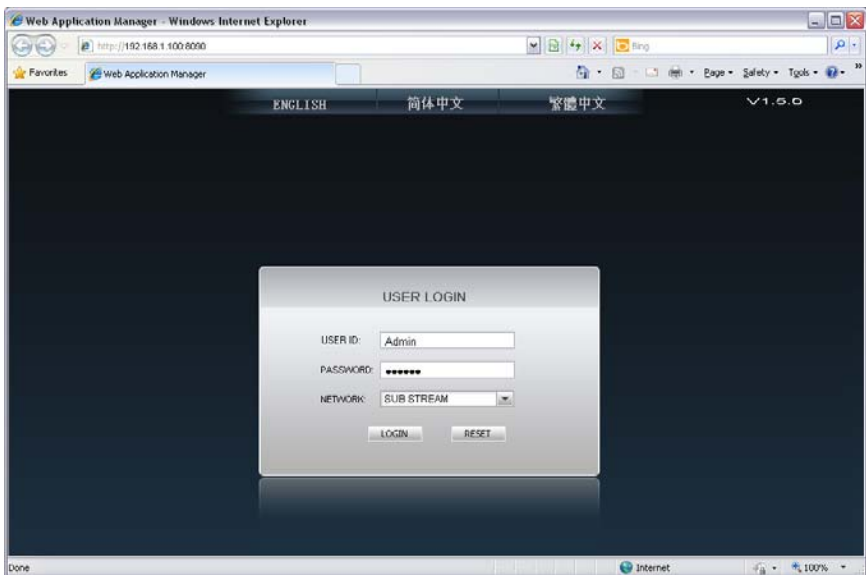 Web Application Manager - Windows Internet Explorer
http://192.168.1.100:8090
Bing
Favorites
Web Application Manager
Page
Safety
Tools
ENGLISH
简体中文
繁體中文
V1.5.0
USER LOGIN
USER ID:
Admin
PASSWORD:
••••••
NETWORK:
SUB STREAM
LOGIN
RESET
Done
Internet
100%